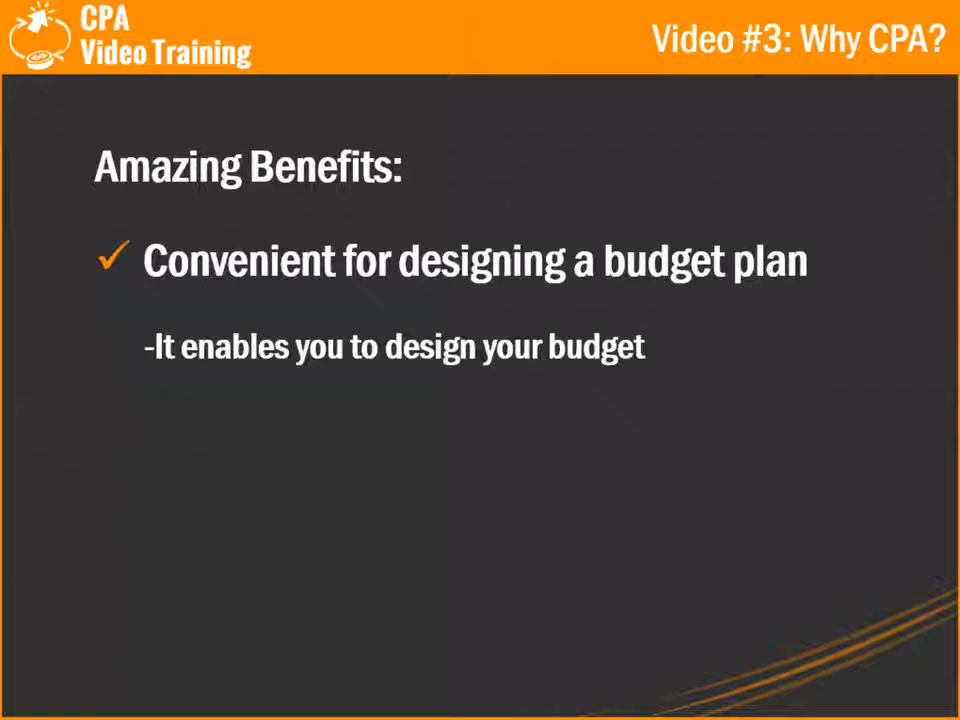 CPA
Video Training
Video #3: Why CPA?
Amazing Benefits:
✓ Convenient for designing a budget plan
-It enables you to design your budget